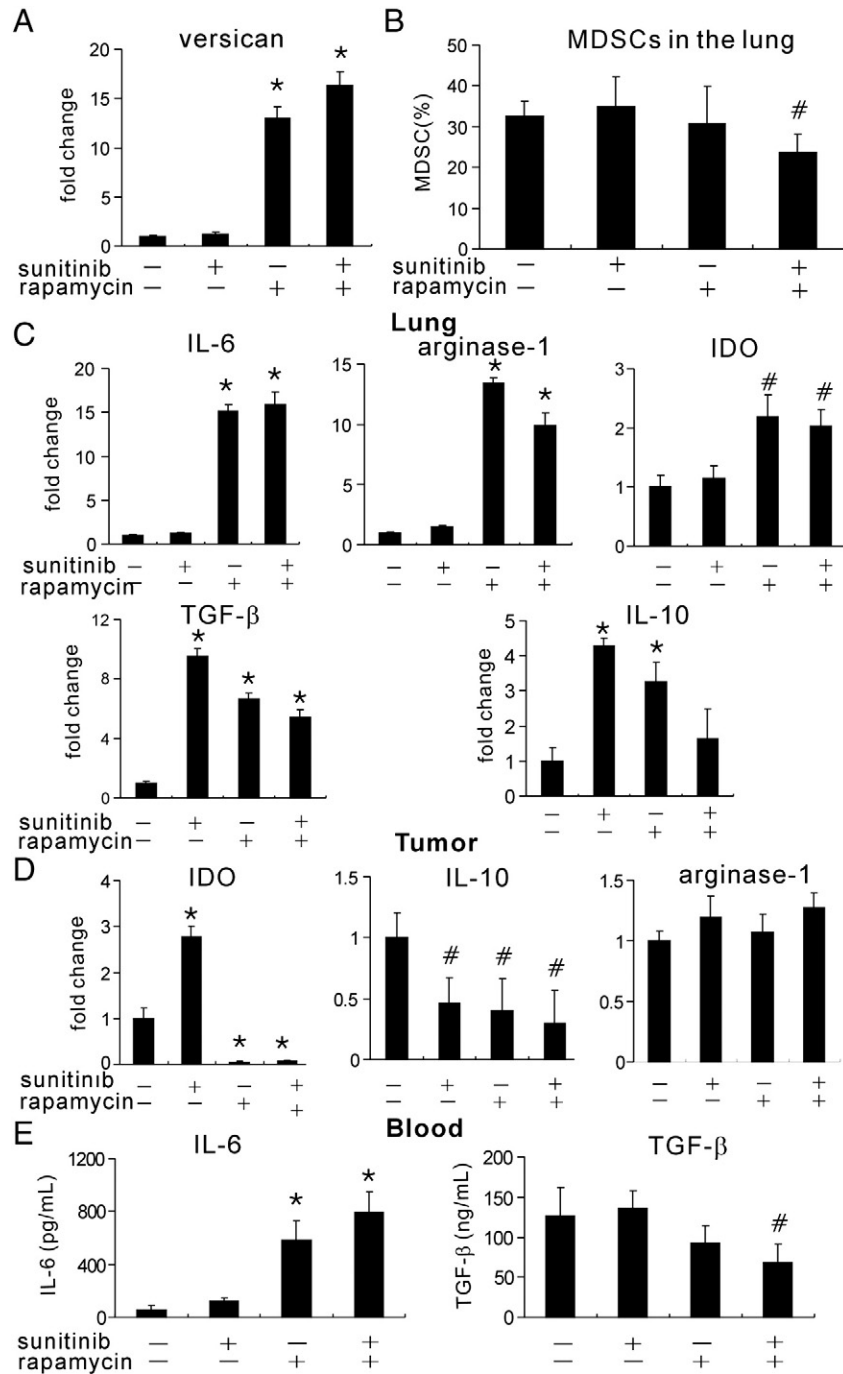 A
versican
fold change
20
15
10
5
0
* *
sunitinib − + − +
rapamycin − − + +
B
MDSCs in the lung
MDSC(%)
50
40
30
20
10
0
#
sunitinib − + − +
rapamycin − − + +
C
Lung
IL-6
fold change
20
15
10
5
0
* *
sunitinib − + − +
rapamycin − − + +
arginase-1
15
10
5
0
* *
− + − +
− − + +
IDO
3
2
1
0
# #
− + − +
− − + +
TGF-β
fold change
12
8
4
0
* * *
sunitinib − + − +
rapamycin − − + +
IL-10
fold change
5
4
3
2
1
0
* *
− + − +
− − + +
D
Tumor
IDO
fold change
4
3
2
1
0
* * *
sunitinib − + − +
rapamycin − − + +
IL-10
1.5
1
0.5
0
# # #
− + − +
− − + +
arginase-1
1.5
1
0.5
0
− + − +
− − + +
E
Blood
IL-6
IL-6 (pg/mL)
1200
800
400
0
* *
sunitinib − + − +
rapamycin − − + +
TGF-β
TGF-β (ng/mL)
200
150
100
50
0
#
− + − +
− − + +